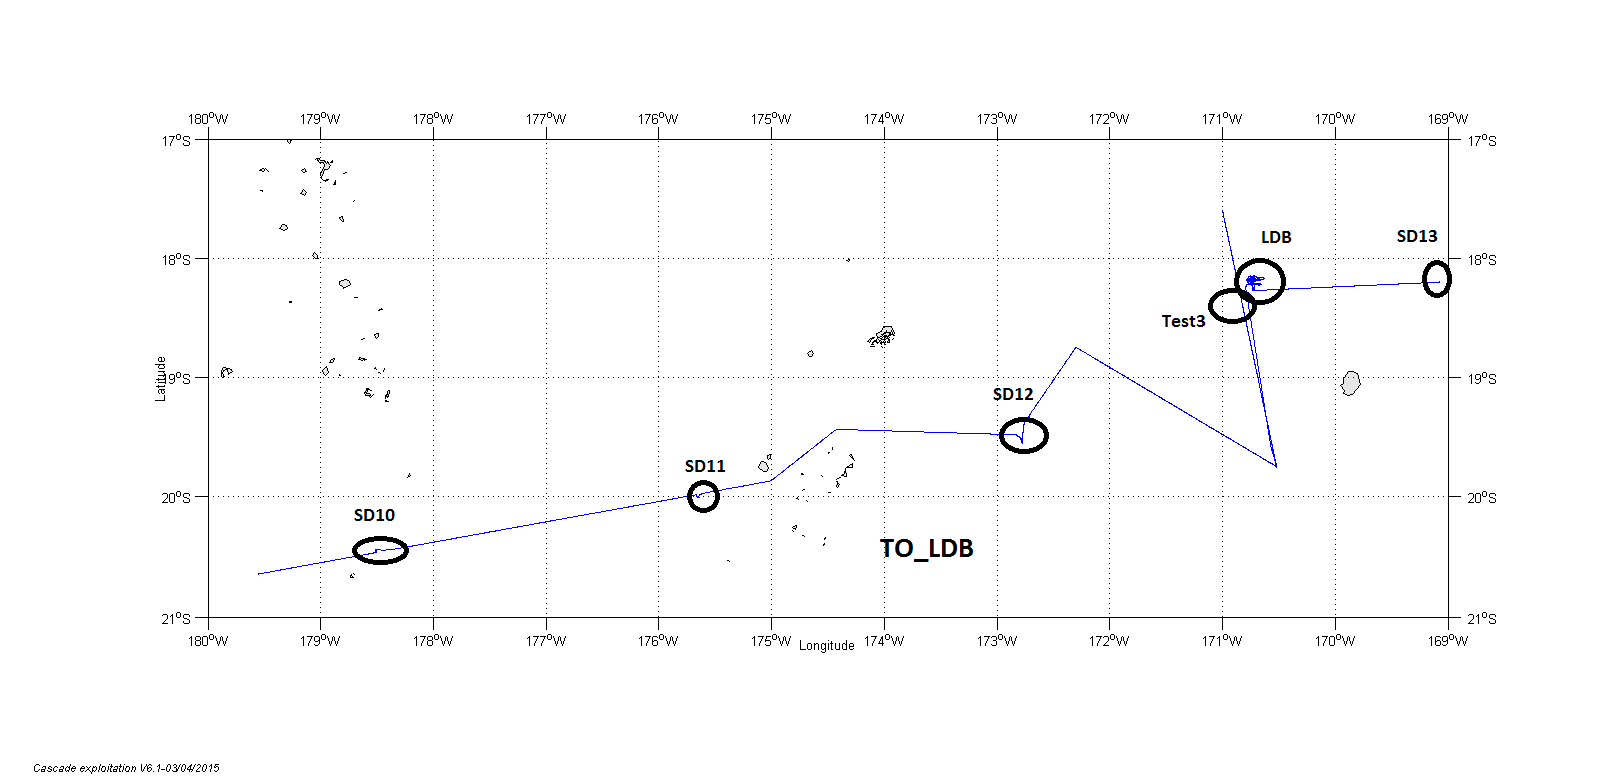 180°W 179°W 178°W 177°W 176°W 175°W 174°W 173°W 172°W 171°W 170°W 169°W
17°S 17°S
LDB SD13
18°S 18°S
Test3
Latitude
19°S 19°S
SD12
SD11
20°S 20°S
SD10
TO_LDB
21°S 21°S
180°W 179°W 178°W 177°W 176°W 175°W 174°W 173°W 172°W 171°W 170°W 169°W
Longitude
Cascade exploitation V6.1-03/04/2015